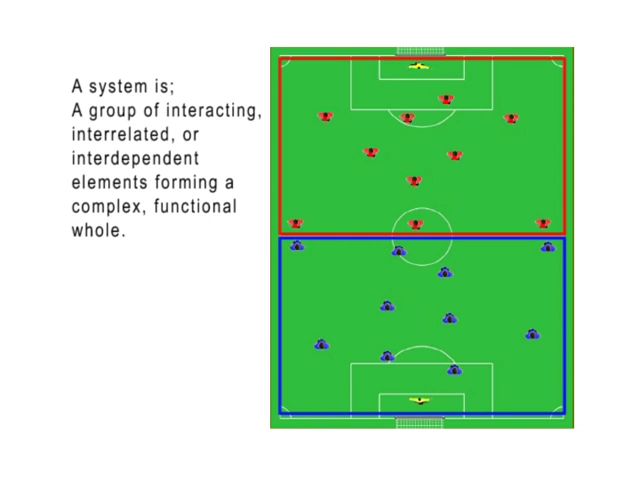 A system is;
A group of interacting,
interrelated, or
interdependent
elements forming a
complex, functional
whole.